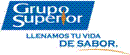 Grupo
Superior
LLENAMOS TU VIDA
DE SABOR.